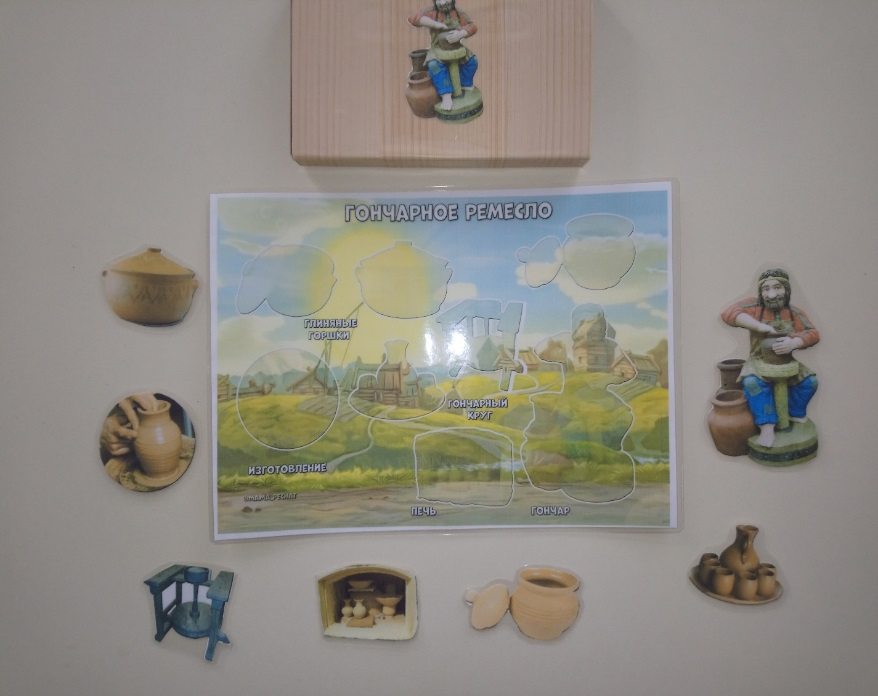 ГОНЧАРНОЕ РЕМЕСЛО
ГЛИНЯНЫЕ
ГОРШКИ
ГОНЧАРНЫЙ
КРУГ
ИЗГОТОВЛЕНИЕ
ПЕЧЬ
ГОНЧАР